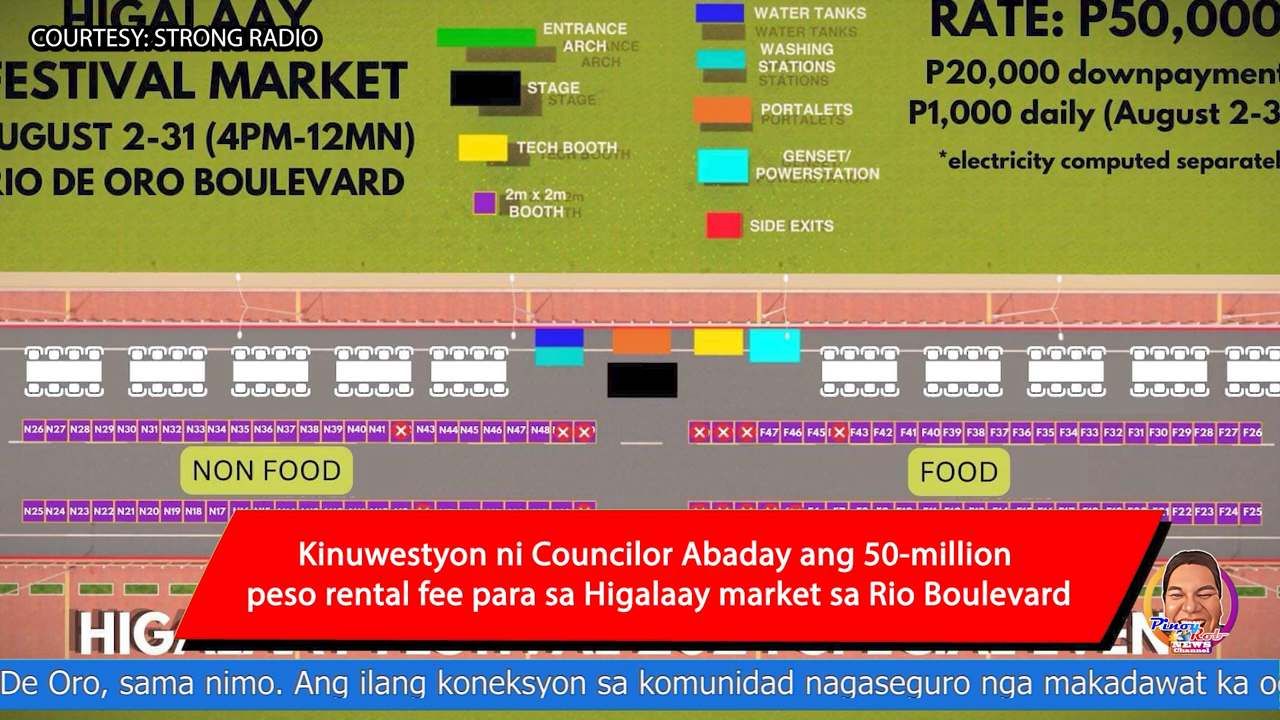 HIGALAAY
COURTESY: STRONG RADIO
FESTIVAL MARKET
AUGUST 2-31 (4PM-12MN)
RIO DE ORO BOULEVARD
ENTRANCE
ARCH
STAGE
TECH BOOTH
2m x 2m
BOOTH
WATER TANKS
WASHING
STATIONS
PORTALETS
GENSET/
POWERSTATION
SIDE EXITS
RATE: P50,000
P20,000 downpayment
P1,000 daily (August 2-3
*electricity computed separatel
N26 N27 N28 N29 N30 N31 N32 N33 N34 N35 N36 N37 N38 N39 N40 N41 N43 N44 N45 N46 N47 N48
F47 F46 F45 F43 F42 F41 F40 F39 F38 F37 F36 F35 F34 F33 F32 F31 F30 F29 F28 F27 F26
NON FOOD
FOOD
N25 N24 N23 N22 N21 N20 N19 N18 N17
F22 F23 F24 F25
Kinuwestyon ni Councilor Abaday ang 50-million
peso rental fee para sa Higalaay market sa Rio Boulevard
Pinoy
Rob
News
Channel
De Oro, sama nimo. Ang ilang koneksyon sa komunidad nagaseguro nga makadawat ka